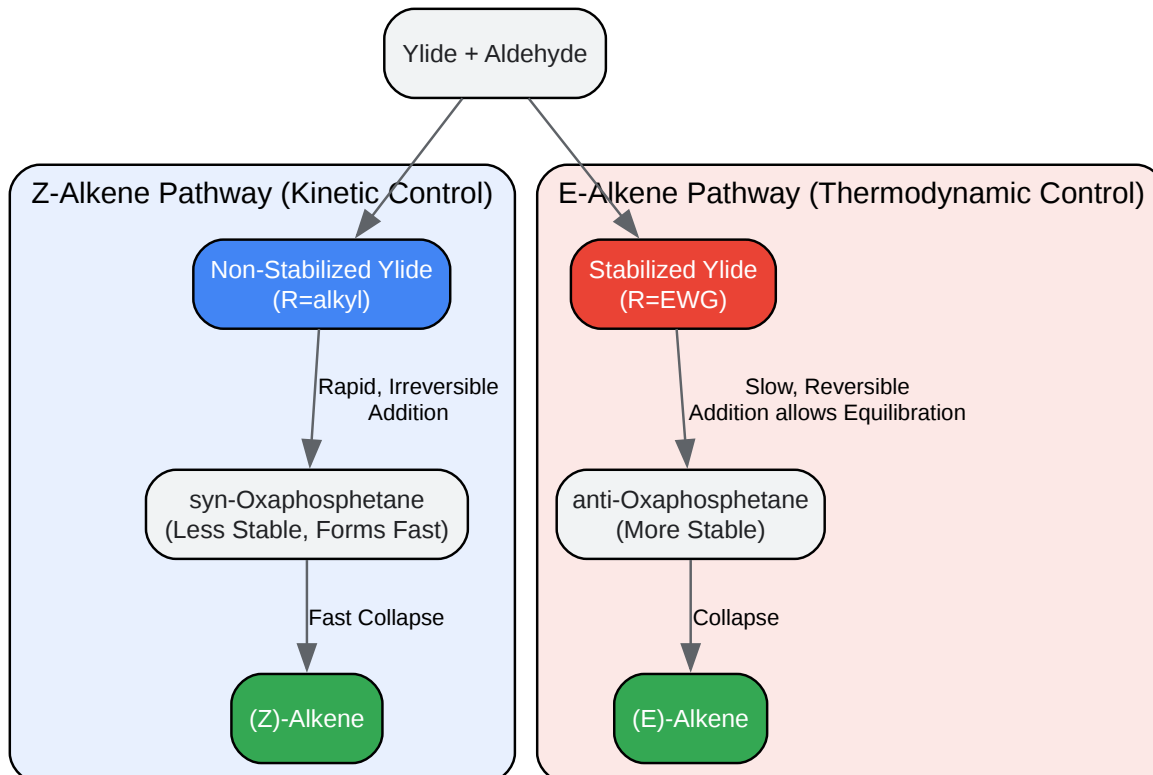 Ylide + Aldehyde
Z-Alkene Pathway (Kinetic Control)
Non-Stabilized Ylide
(R=alkyl)
Rapid, Irreversible
Addition
syn-Oxaphosphetane
(Less Stable, Forms Fast)
Fast Collapse
(Z)-Alkene
E-Alkene Pathway (Thermodynamic Control)
Stabilized Ylide
(R=EWG)
Slow, Reversible
Addition allows Equilibration
anti-Oxaphosphetane
(More Stable)
Collapse
(E)-Alkene